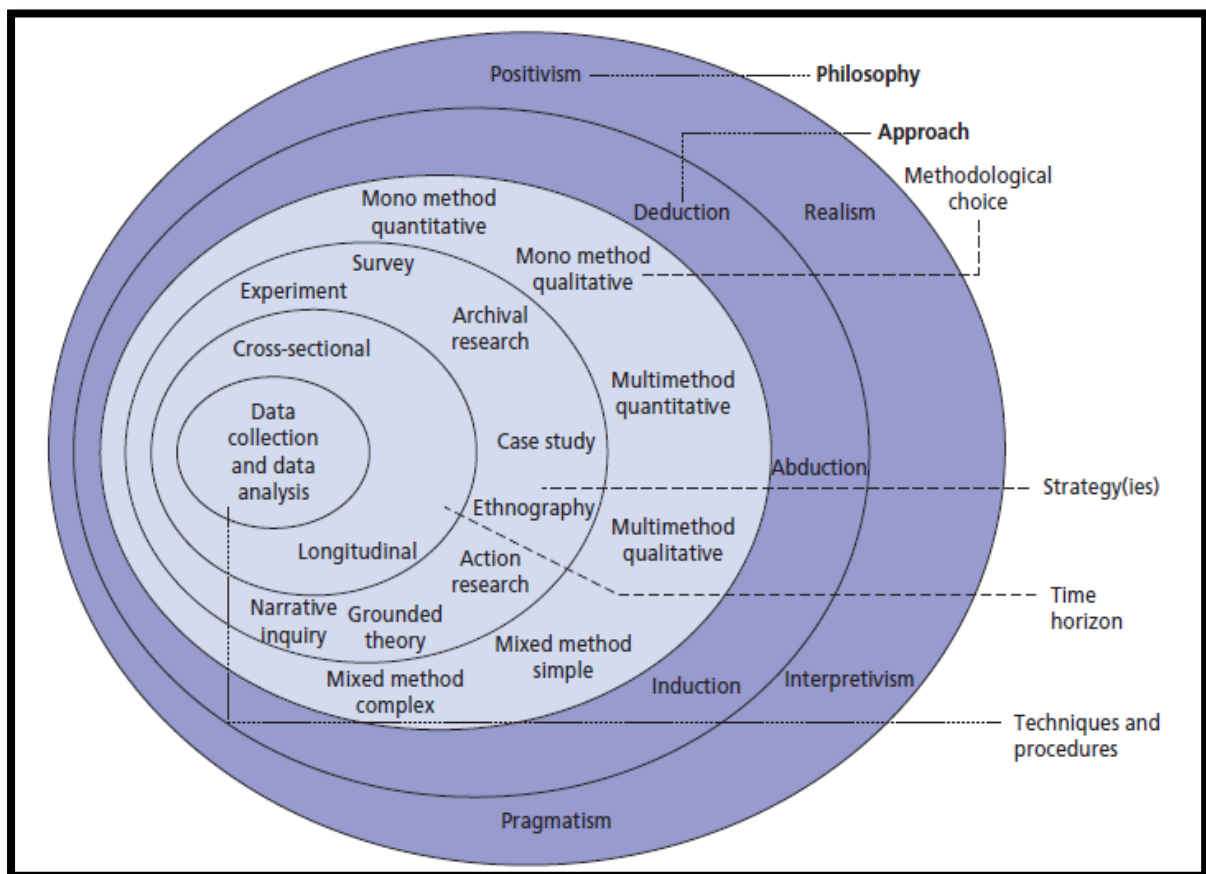 Positivism
Philosophy
Approach
Methodological
choice
Mono method
quantitative
Deduction
Realism
Survey
Mono method
qualitative
Experiment
Archival
research
Cross-sectional
Multimethod
quantitative
Data
collection
and data
analysis
Case study
Abduction
Strategy(ies)
Ethnography
Multimethod
qualitative
Longitudinal
Action
research
Time
horizon
Narrative
inquiry
Grounded
theory
Mixed method
simple
Mixed method
complex
Induction
Interpretivism
Techniques and
procedures
Pragmatism